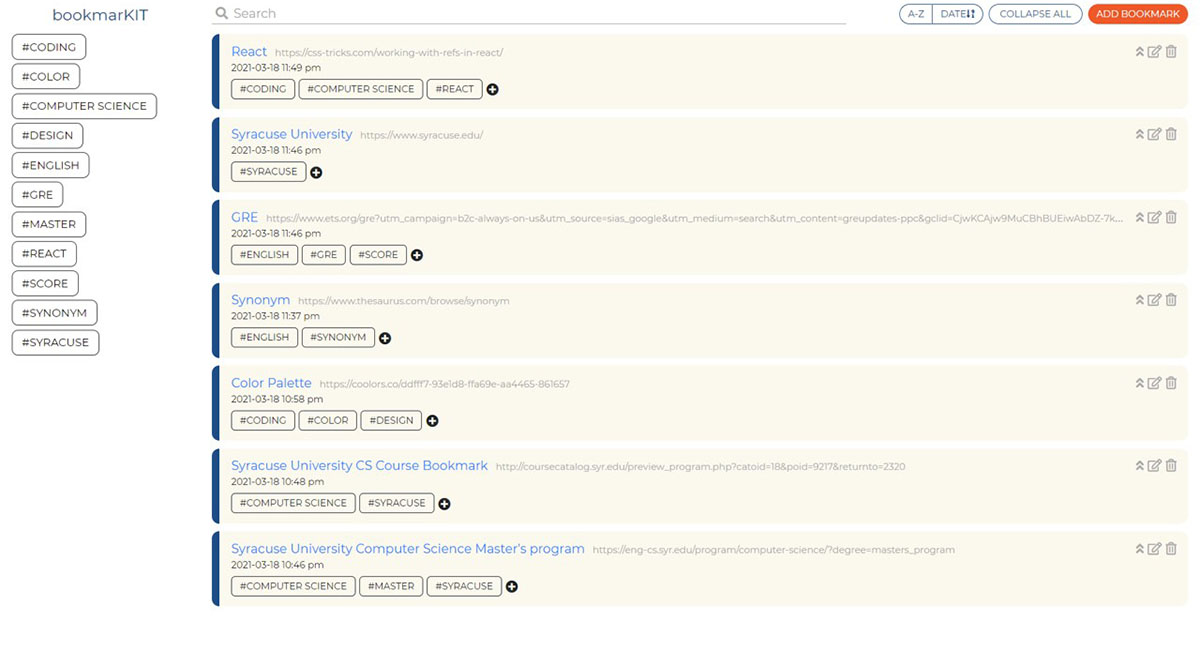 bookmarKIT
Search
A-Z DATE COLLAPSE ALL ADD BOOKMARK
#CODING
#COLOR
#COMPUTER SCIENCE
#DESIGN
#ENGLISH
#GRE
#MASTER
#REACT
#SCORE
#SYNONYM
#SYRACUSE
React https://css-tricks.com/working-with-refs-in-react/
2021-03-18 11:49 pm
#CODING #COMPUTER SCIENCE #REACT
Syracuse University https://www.syracuse.edu/
2021-03-18 11:46 pm
#SYRACUSE
GRE https://www.ets.org/gre?utm_campaign=b2c-always-on-us&utm_source=sias_google&utm_medium=search&utm_content=greupdates-ppc&gclid=CjwKCAjw9MuCBhBUEiwAbDZ-7k...
2021-03-18 11:46 pm
#ENGLISH #GRE #SCORE
Synonym https://www.thesaurus.com/browse/synonym
2021-03-18 11:37 pm
#ENGLISH #SYNONYM
Color Palette https://coolors.co/ddfff7-93e1d8-ffa69e-aa4465-861657
2021-03-18 10:58 pm
#CODING #COLOR #DESIGN
Syracuse University CS Course Bookmark http://coursecatalog.syr.edu/preview_program.php?catoid=18&poid=9217&returnto=2320
2021-03-18 10:48 pm
#COMPUTER SCIENCE #SYRACUSE
Syracuse University Computer Science Master's program https://eng-cs.syr.edu/program/computer-science/?degree=masters_program
2021-03-18 10:46 pm
#COMPUTER SCIENCE #MASTER #SYRACUSE